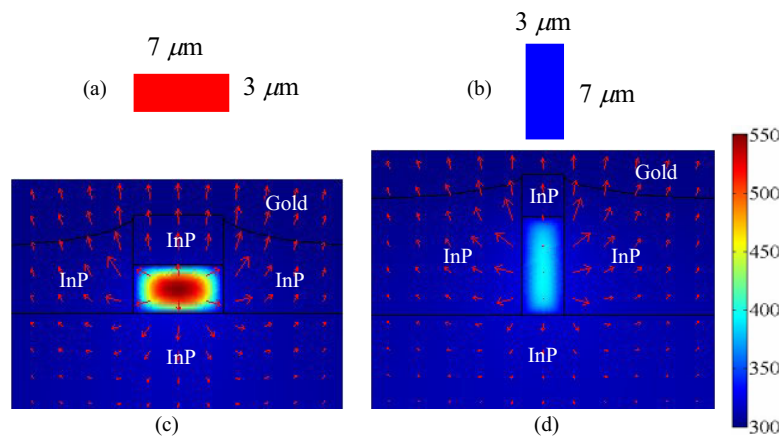 7 μm
(a)
3 μm
3 μm
(b)
7 μm
Gold
InP
InP
InP
InP
(c)
Gold
InP
InP
InP
InP
(d)
550
500
450
400
350
300